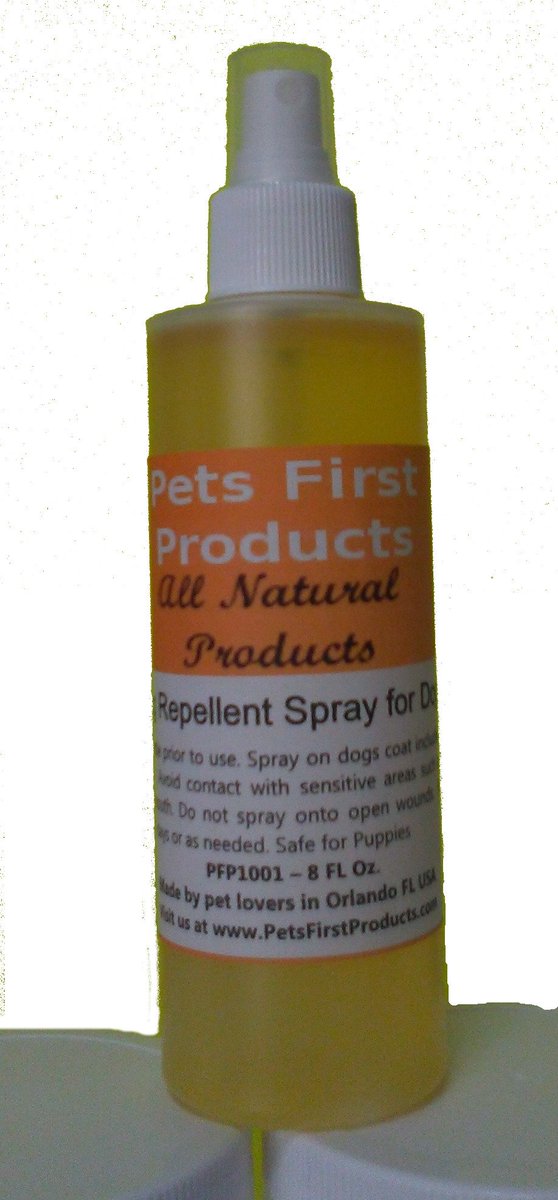 Pets First
Products
All Natural
Products
Repellent Spray for
prior to use. Spray on dogs coat
Avoid contact with sensitive areas
Do not spray onto open wounds.
or as needed. Safe for Puppies
PFP1001 – 8 FL Oz.
Made by pet lovers in Orlando FL USA
Visit us at www.PetsFirstProducts.com